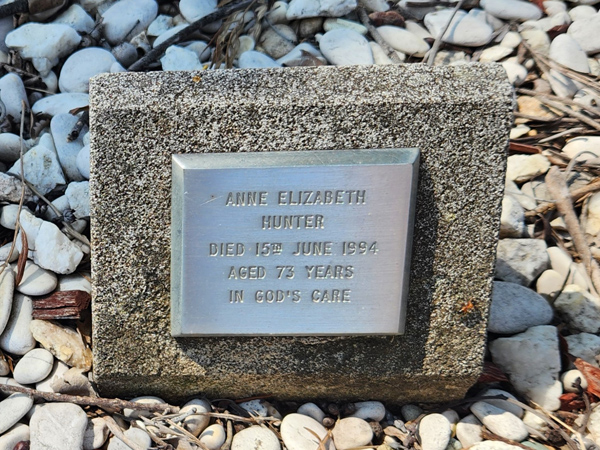 ANNE ELIZABETH
HUNTER
DIED 15TH JUNE 1994
AGED 73 YEARS
IN GOD'S CARE